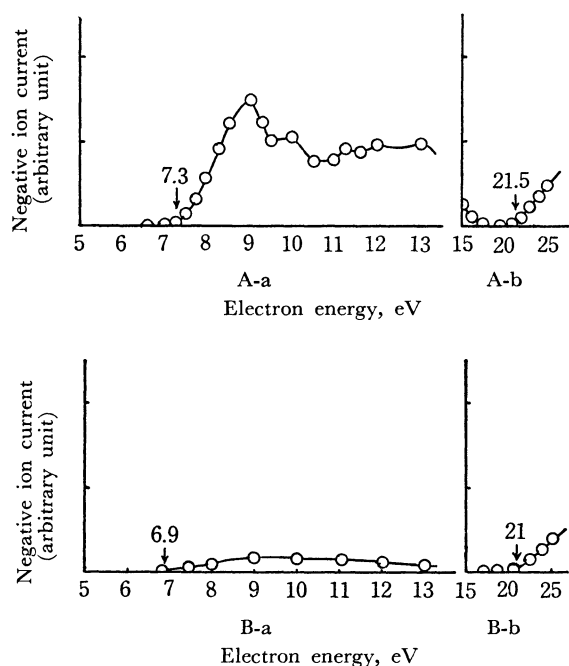 Negative ion current
(arbitrary unit)
7.3
21.5
5 6 7 8 9 10 11 12 13 15 20 25
A-a A-b
Electron energy, eV
Negative ion current
(arbitrary unit)
6.9
21
5 6 7 8 9 10 11 12 13 15 20 25
B-a B-b
Electron energy, eV